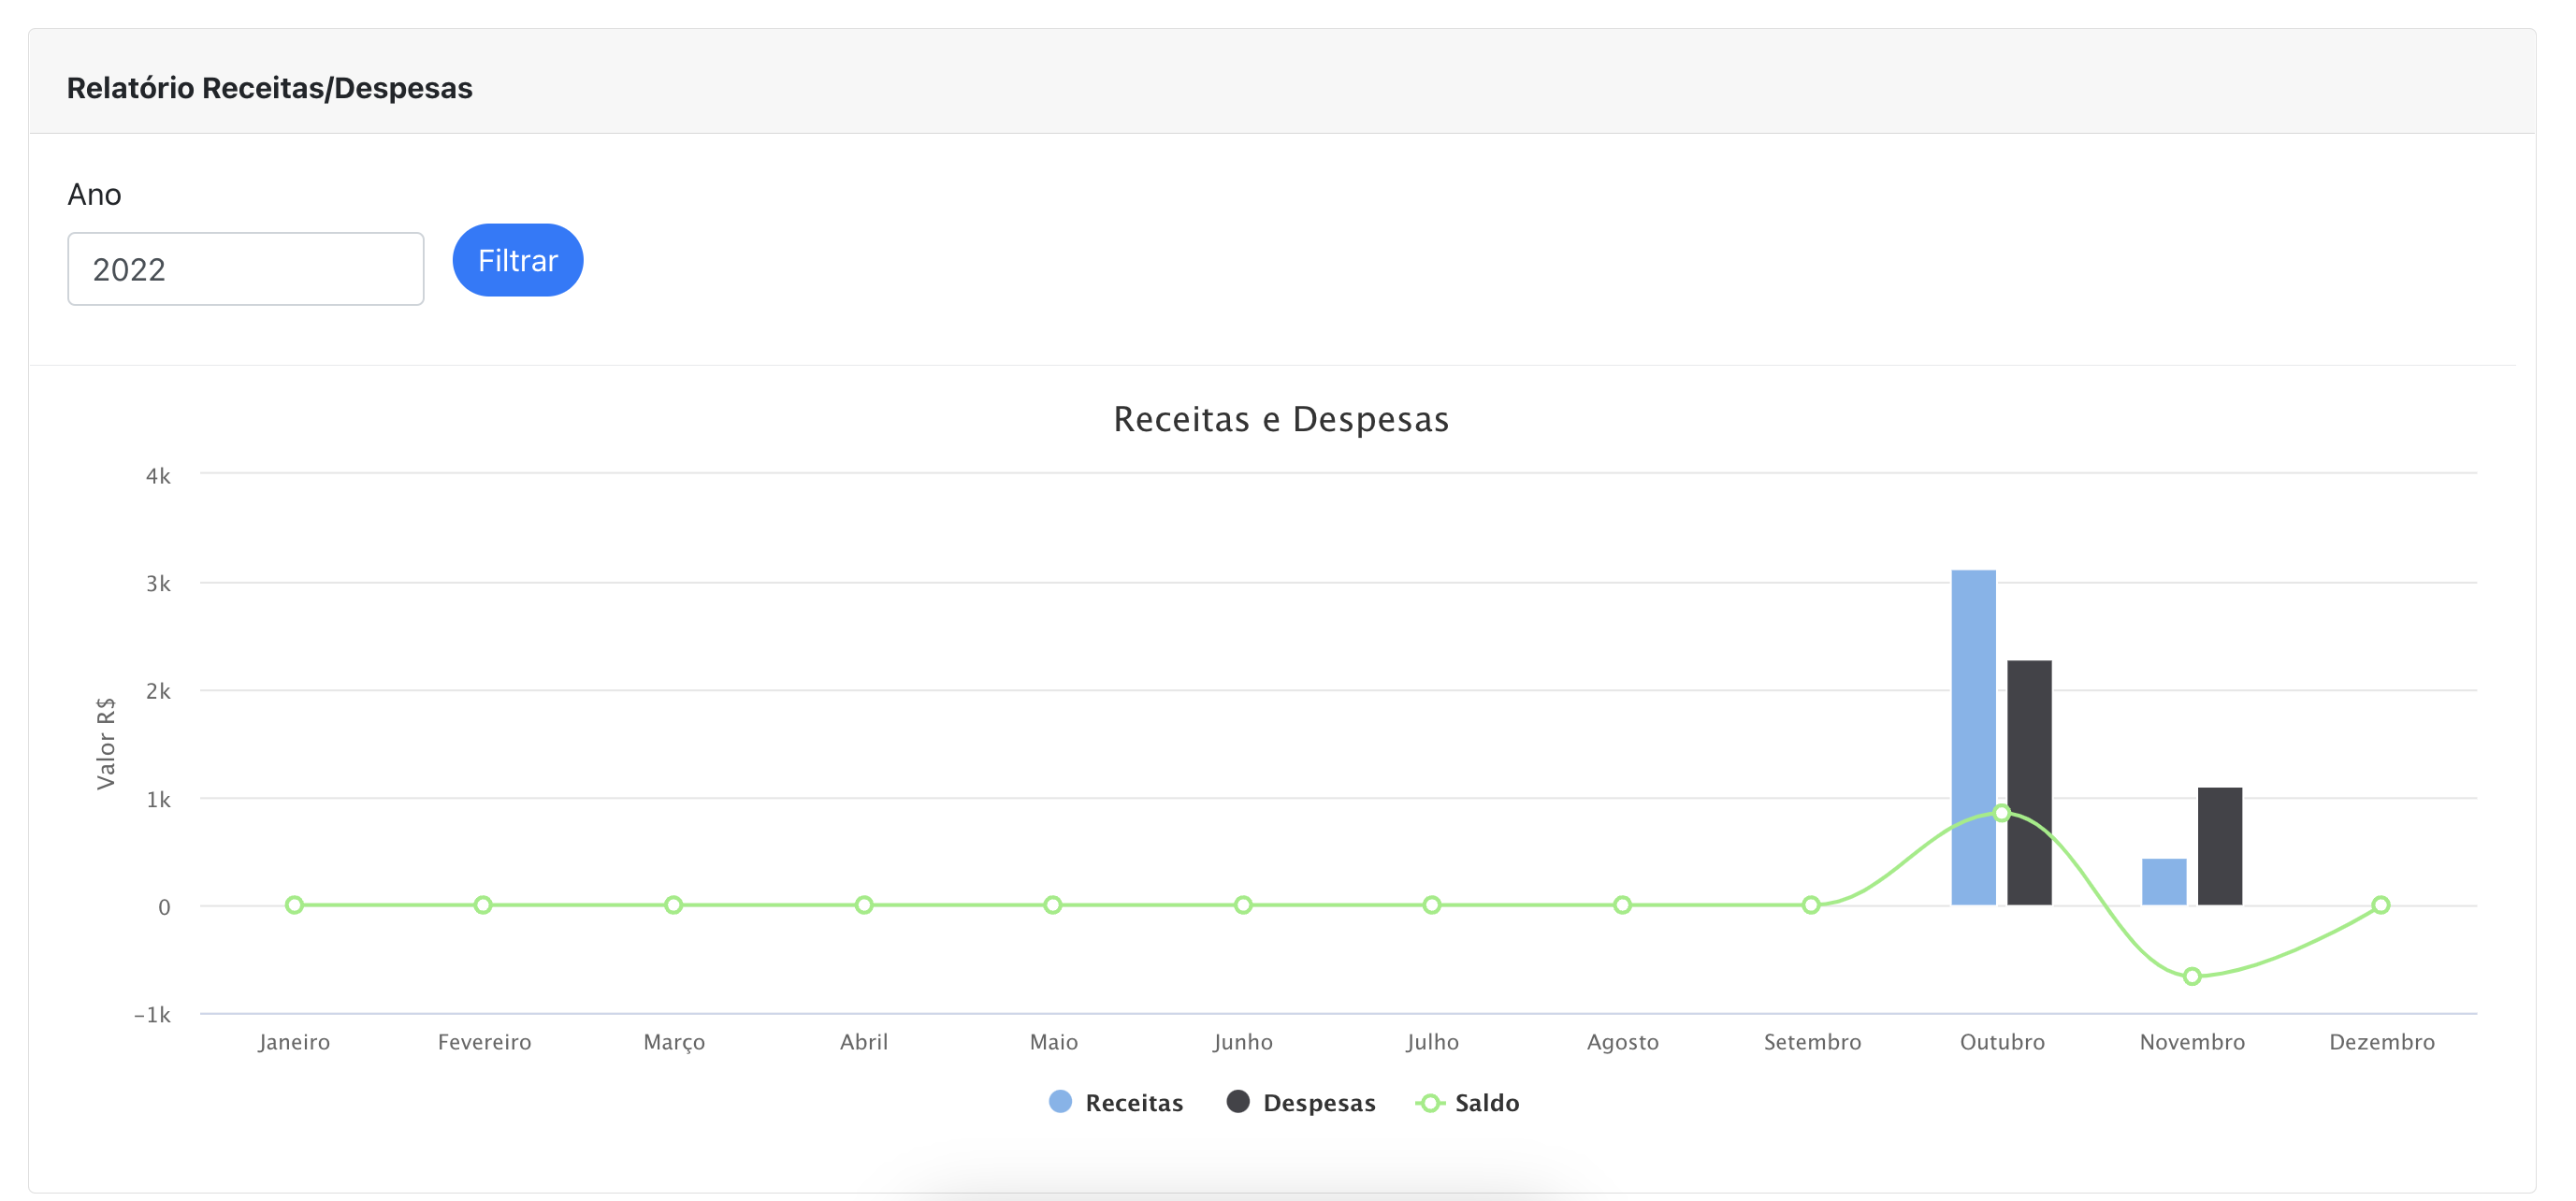 Relatório Receitas/Despesas
Ano
2022
Filtrar
Receitas e Despesas
Valor R$
4k
3k
2k
1k
0
−1k
Janeiro Fevereiro Março Abril Maio Junho Julho Agosto Setembro Outubro Novembro Dezembro
Receitas Despesas Saldo